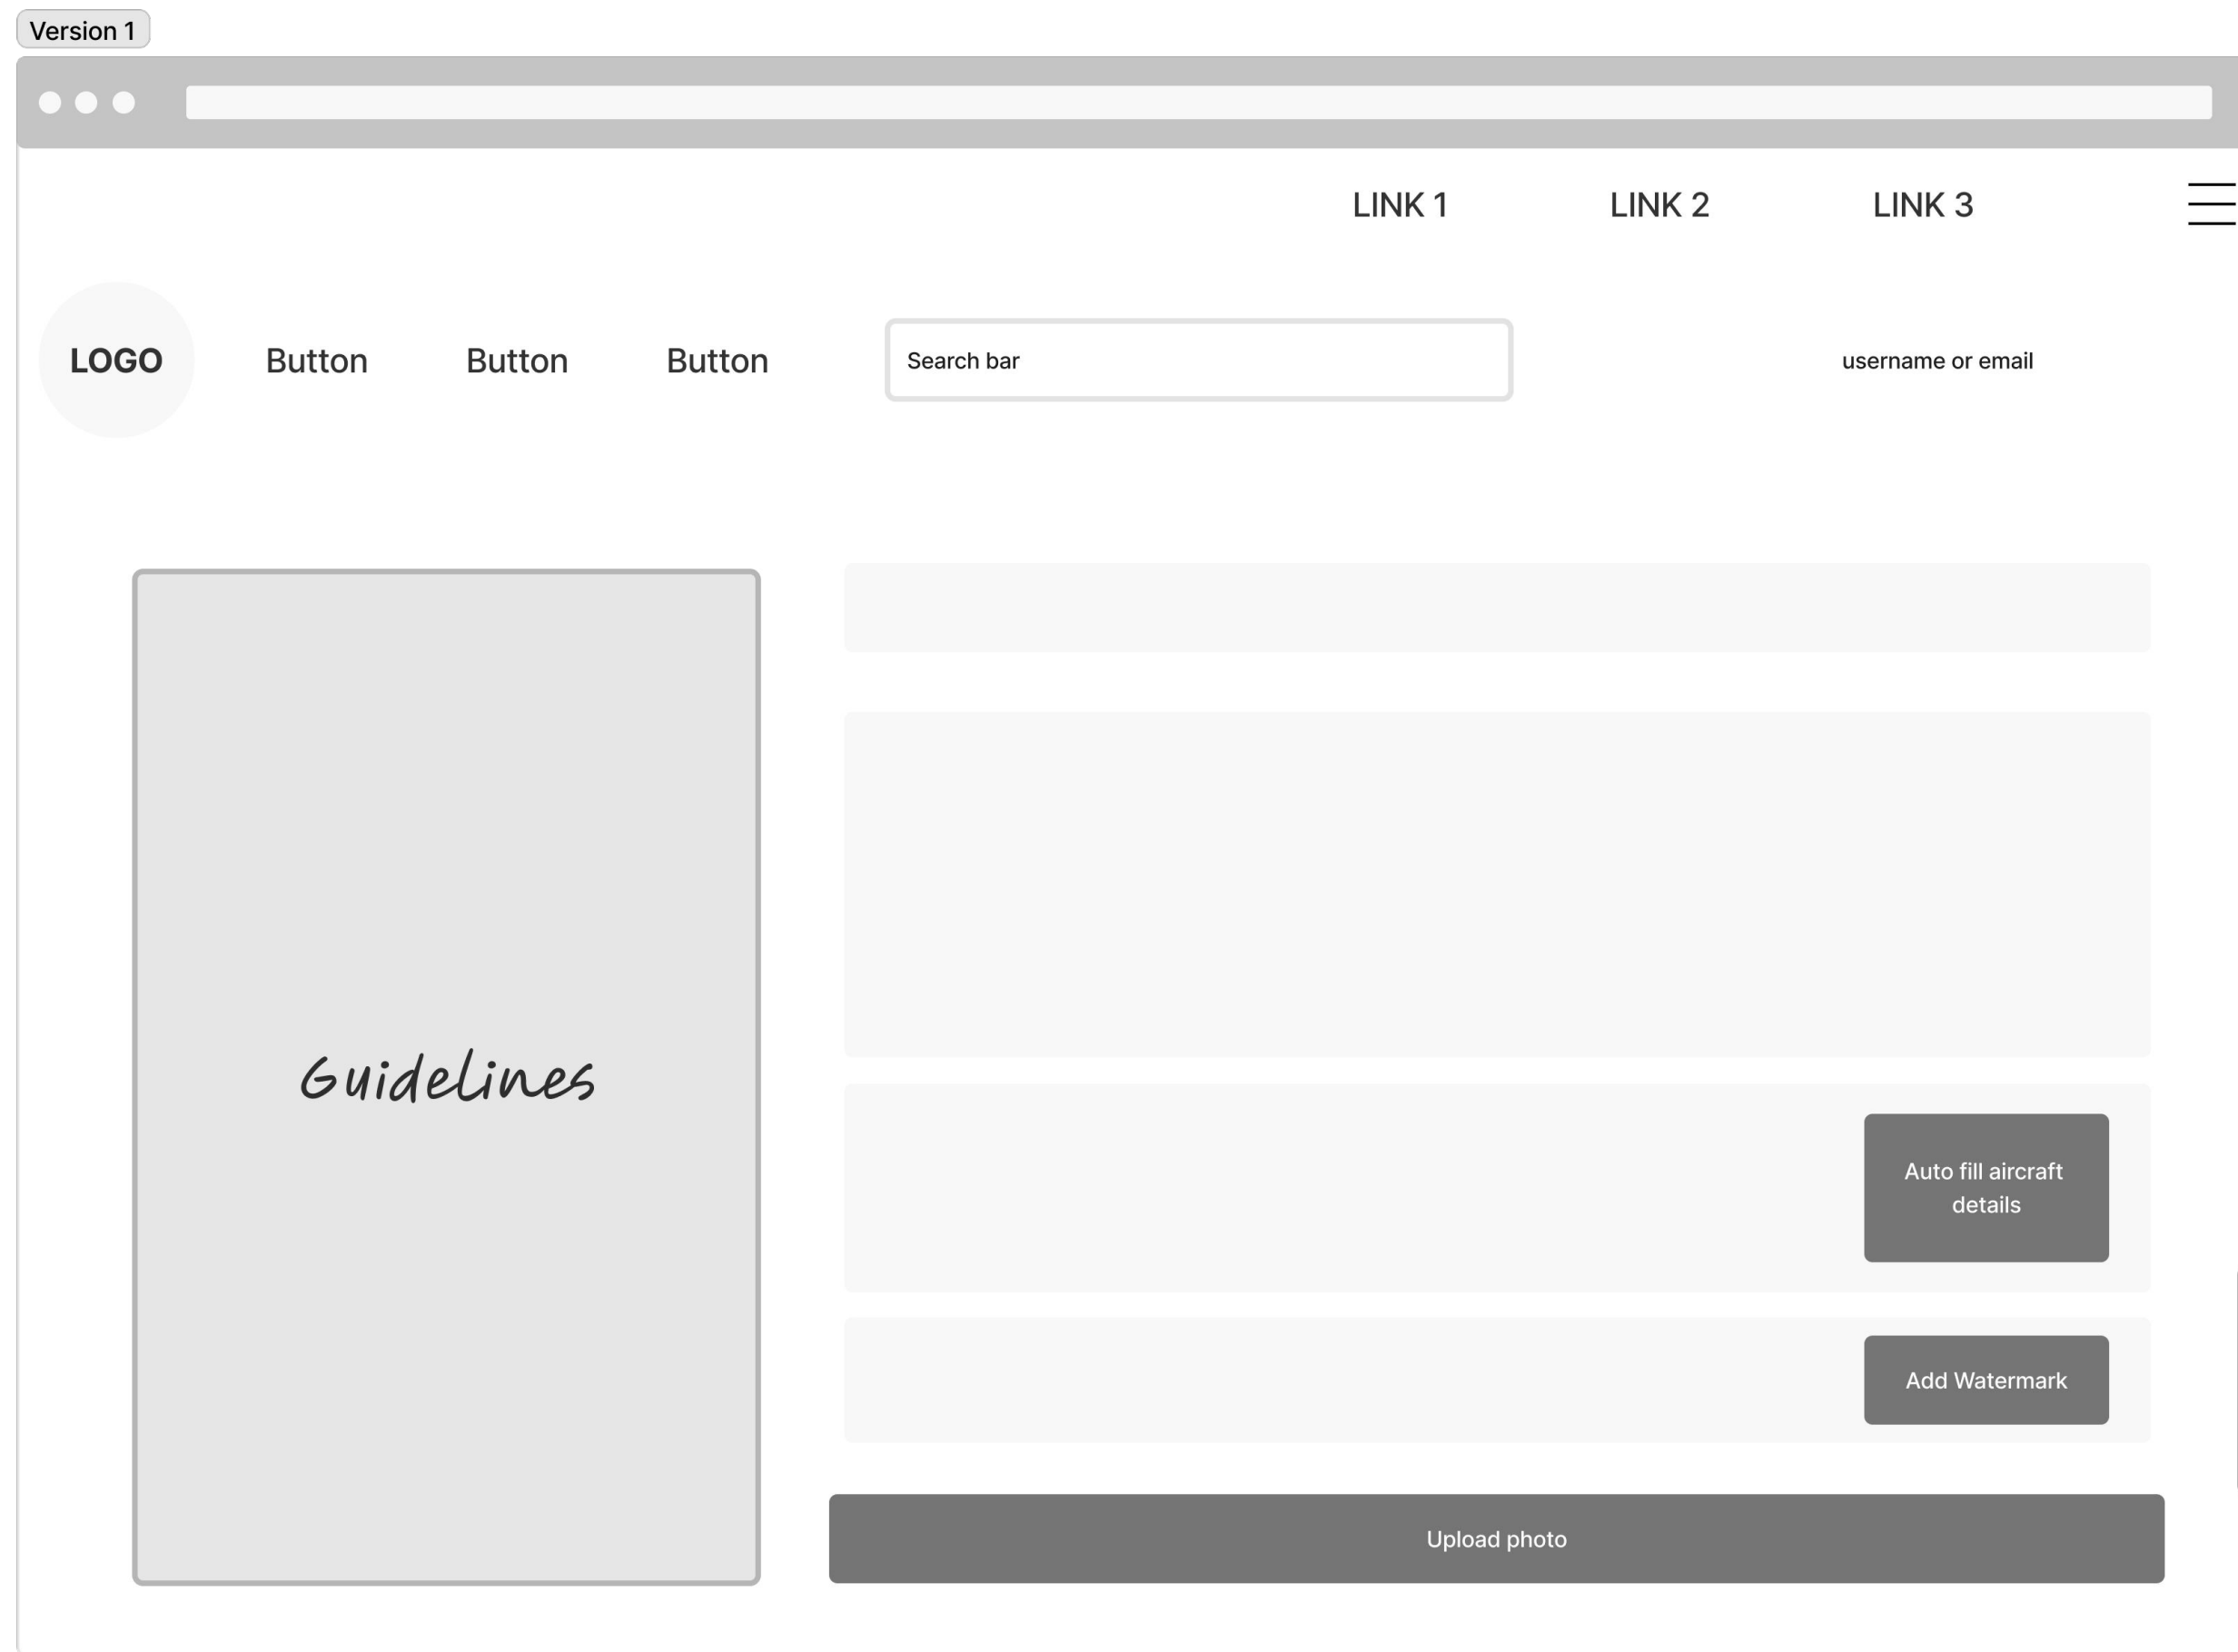 Version 1
LINK 1
LINK 2
LINK 3
LOGO
Button
Button
Button
Search bar
username or email
Guidelines
Auto fill aircraft
details
Add Watermark
Upload photo